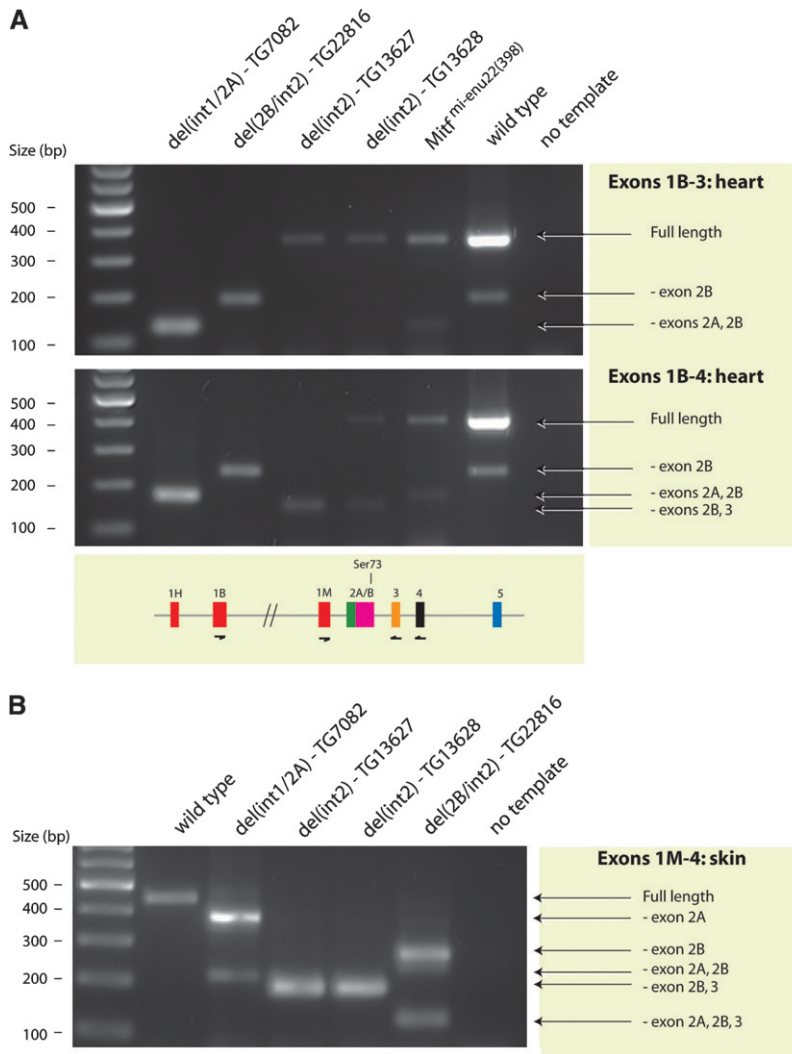 A
del(int1/2A) - TG7082
del(2B/int2) - TG22816
del(int2) - TG13627
del(int2) - TG13628
Mitf mi-enu22(398)
wild type
no template
Size (bp)
Exons 1B-3: heart
500 –
400 –
300 –
200 –
100 –
Full length
- exon 2B
- exons 2A, 2B
Exons 1B-4: heart
500 –
400 –
300 –
200 –
100 –
Full length
- exon 2B
- exons 2A, 2B
- exons 2B, 3
Ser73
1H 1B 1M 2A/B 3 4 5
//
B
wild type
del(int1/2A) - TG7082
del(int2) - TG13627
del(int2) - TG13628
del(2B/int2) - TG22816
no template
Size (bp)
Exons 1M-4: skin
500 –
400 –
300 –
200 –
100 –
Full length
- exon 2A
- exon 2B
- exon 2A, 2B
- exon 2B, 3
- exon 2A, 2B, 3